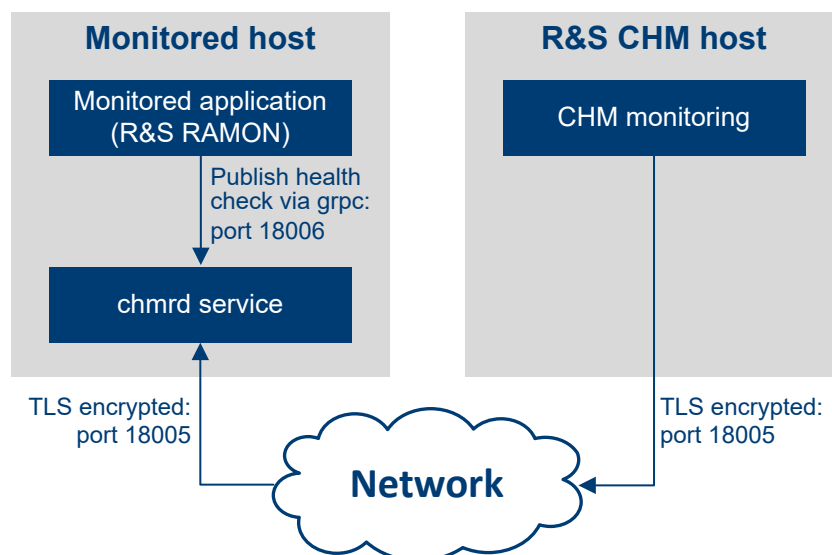 Monitored host
R&S CHM host
Monitored application
(R&S RAMON)
CHM monitoring
Publish health
check via grpc:
port 18006
chmrd service
TLS encrypted:
port 18005
TLS encrypted:
port 18005
Network